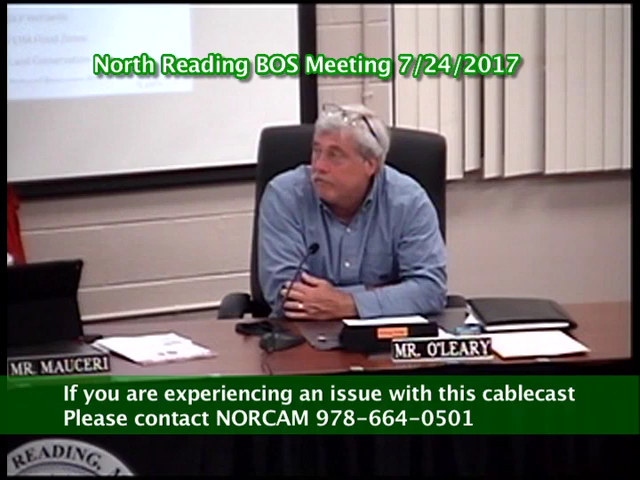 North Reading BOS Meeting 7/24/2017
MR. MAUCERI
MR. O'LEARY
If you are experiencing an issue with this cablecast
Please contact NORCAM 978-664-0501
READING,